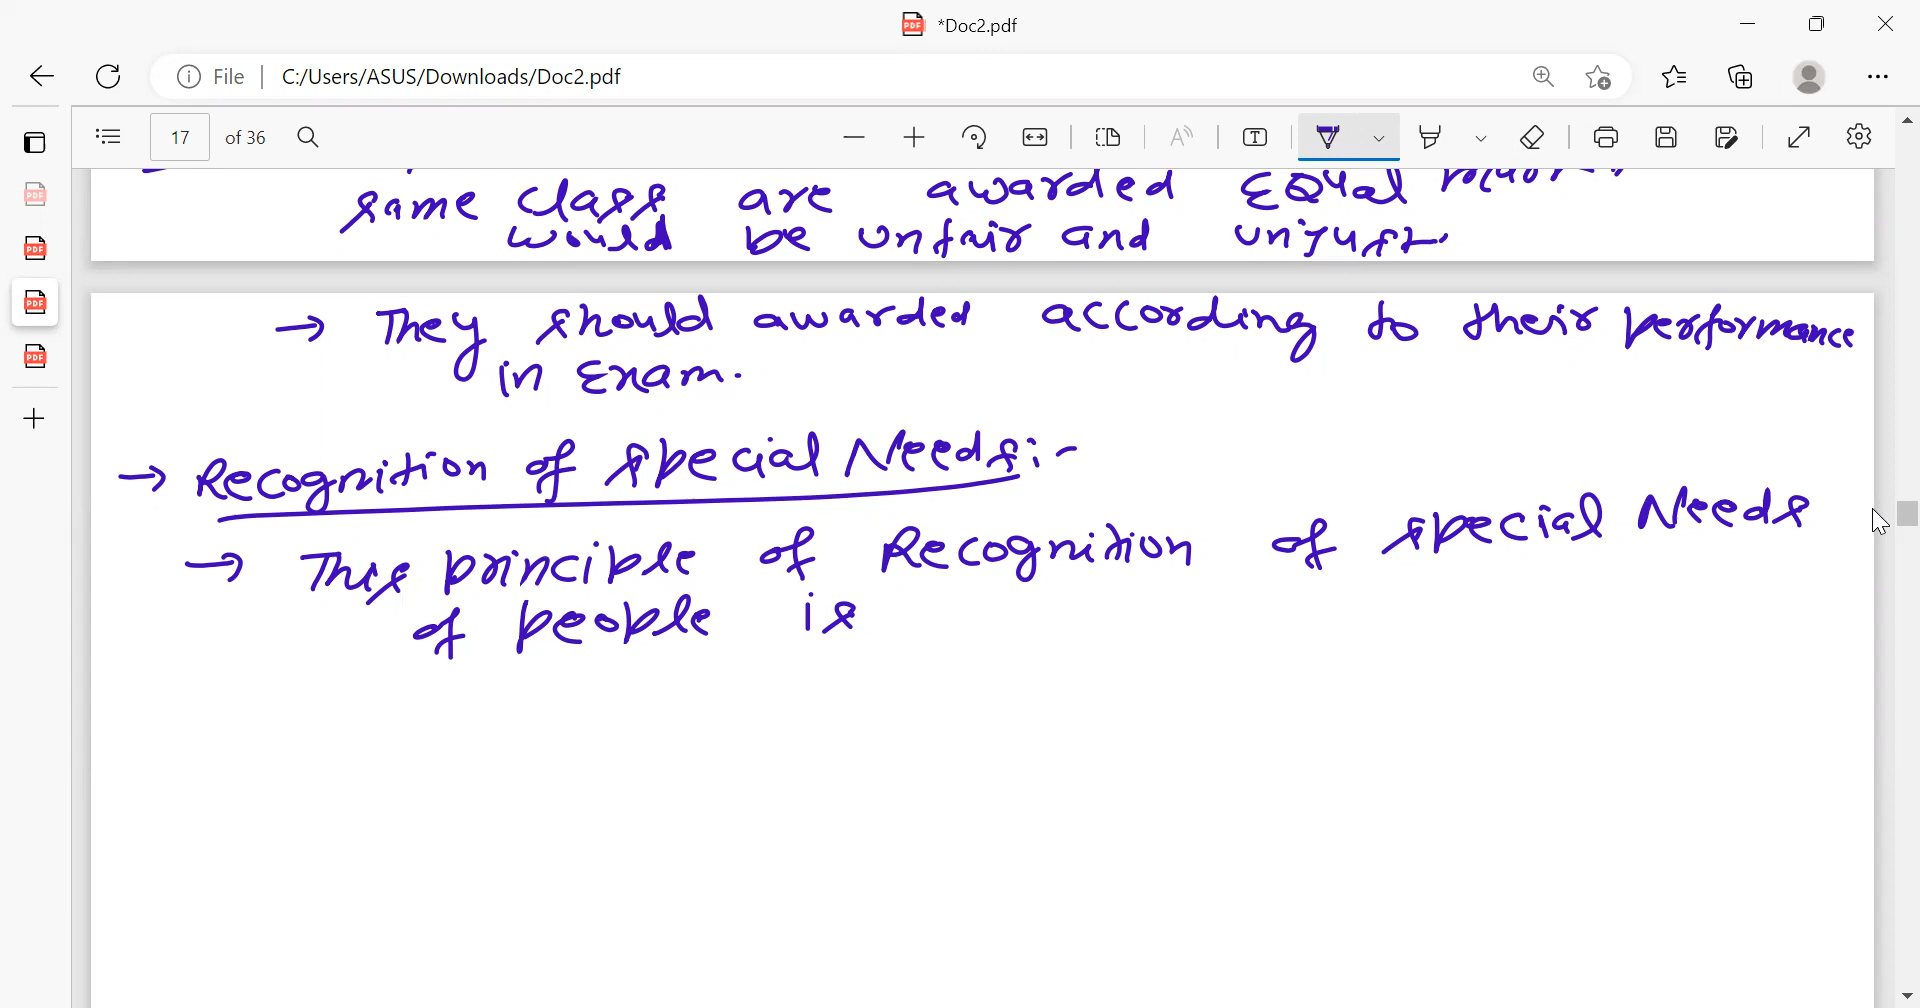 *Doc2.pdf
File C:/Users/ASUS/Downloads/Doc2.pdf
17 of 36
same class are awarded Equal
would be unfair and unjust.
→ They should awarded according to their performance
in Exam.
→ Recognition of special Needs:-
→ This principle of Recognition of special Needs
of people is